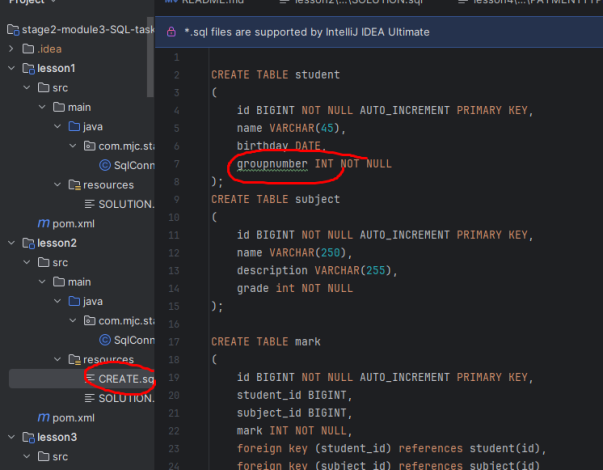 Project
README.md
lesson2\...\SOLUTION.sql
lesson4\...\PAYMENTTYP
stage2-module3-SQL-task
.idea
lesson1
src
main
java
com.mjc.sta
SqlConn
resources
SOLUTION.
m pom.xml
lesson2
src
main
java
com.mjc.sta
SqlConn
resources
CREATE.sq
SOLUTION.
m pom.xml
lesson3
src
*.sql files are supported by IntelliJ IDEA Ultimate
1
2 CREATE TABLE student
3 (
4 id BIGINT NOT NULL AUTO_INCREMENT PRIMARY KEY,
5 name VARCHAR(45),
6 birthday DATE,
7 groupnumber INT NOT NULL
8 );
9 CREATE TABLE subject
10 (
11 id BIGINT NOT NULL AUTO_INCREMENT PRIMARY KEY,
12 name VARCHAR(250),
13 description VARCHAR(255),
14 grade int NOT NULL
15 );
16
17 CREATE TABLE mark
18 (
19 id BIGINT NOT NULL AUTO_INCREMENT PRIMARY KEY,
20 student_id BIGINT,
21 subject_id BIGINT,
22 mark INT NOT NULL,
23 foreign key (student_id) references student(id),
24 foreign key (subject_id) references subject(id)